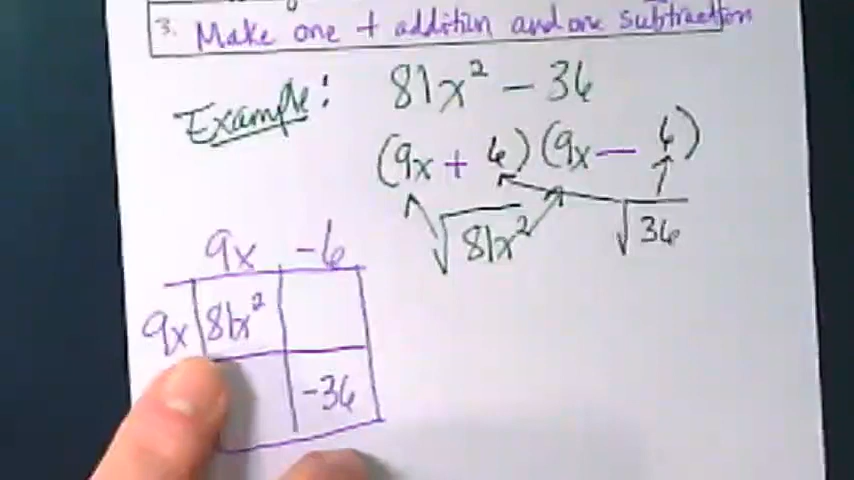 3. Make one + addition and one subtraction
Example: 81x² - 36
(9x + 6)(9x - 6)
√81x² √36
9x -6
9x 81x²
-36